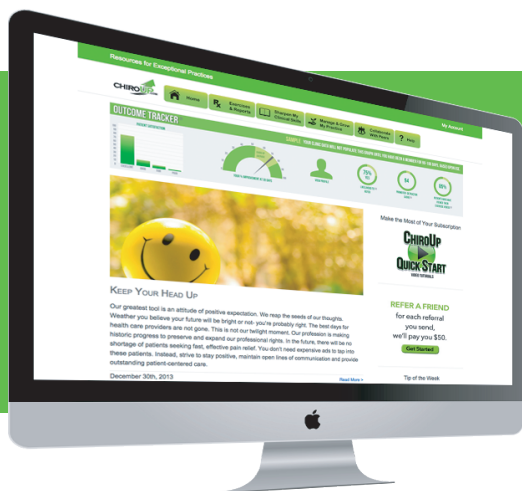 Resources for Exceptional Practices
My Account
CHIROUP
Home
Exercises
& Reports
Sharpen My
Clinical Skills
Manage & Grow
My Practice
Collaborate
With Peers
? Help
OUTCOME TRACKER
KEEP YOUR HEAD UP
Our greatest tool is an attitude of positive expectation. We reap the seeds of our thoughts.
Weather you believe your future will be bright or not- you're probably right. The best days for
health care providers are not gone. This is not our twilight moment. Our profession is making
historic progress to preserve and expand our professional rights. In the future, there will be no
shortage of patients seeking fast, effective pain relief. You don't need expensive ads to tap into
these patients. Instead, strive to stay positive, maintain open lines of communication and provide
outstanding patient-centered care.
December 30th, 2013
Read More >
Make the Most of Your Subscription
CHIROUP
QUICK START
VIDEO TUTORIALS
REFER A FRIEND
for each referral
you send,
we'll pay you $50.
Get Started
Tip of the Week